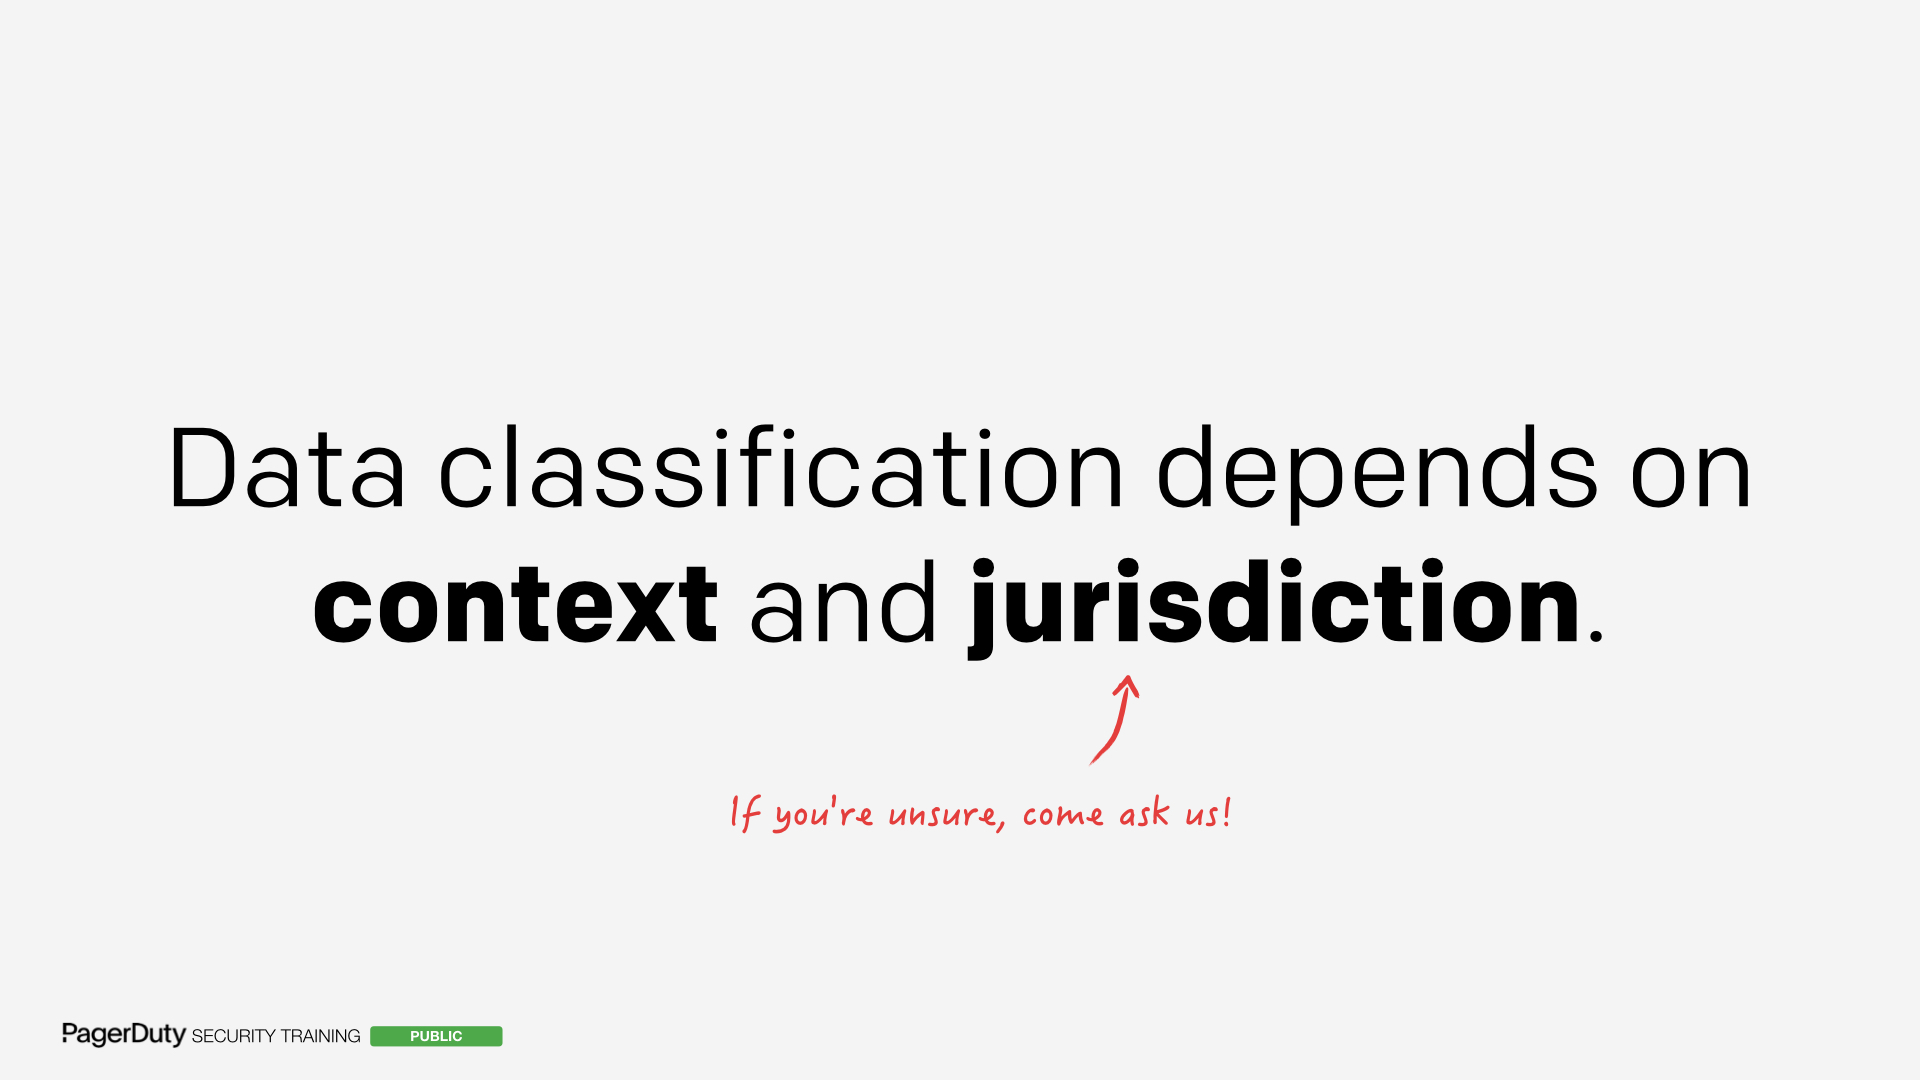 Data classification depends on
context and jurisdiction.
If you're unsure, come ask us!
PagerDuty SECURITY TRAINING PUBLIC